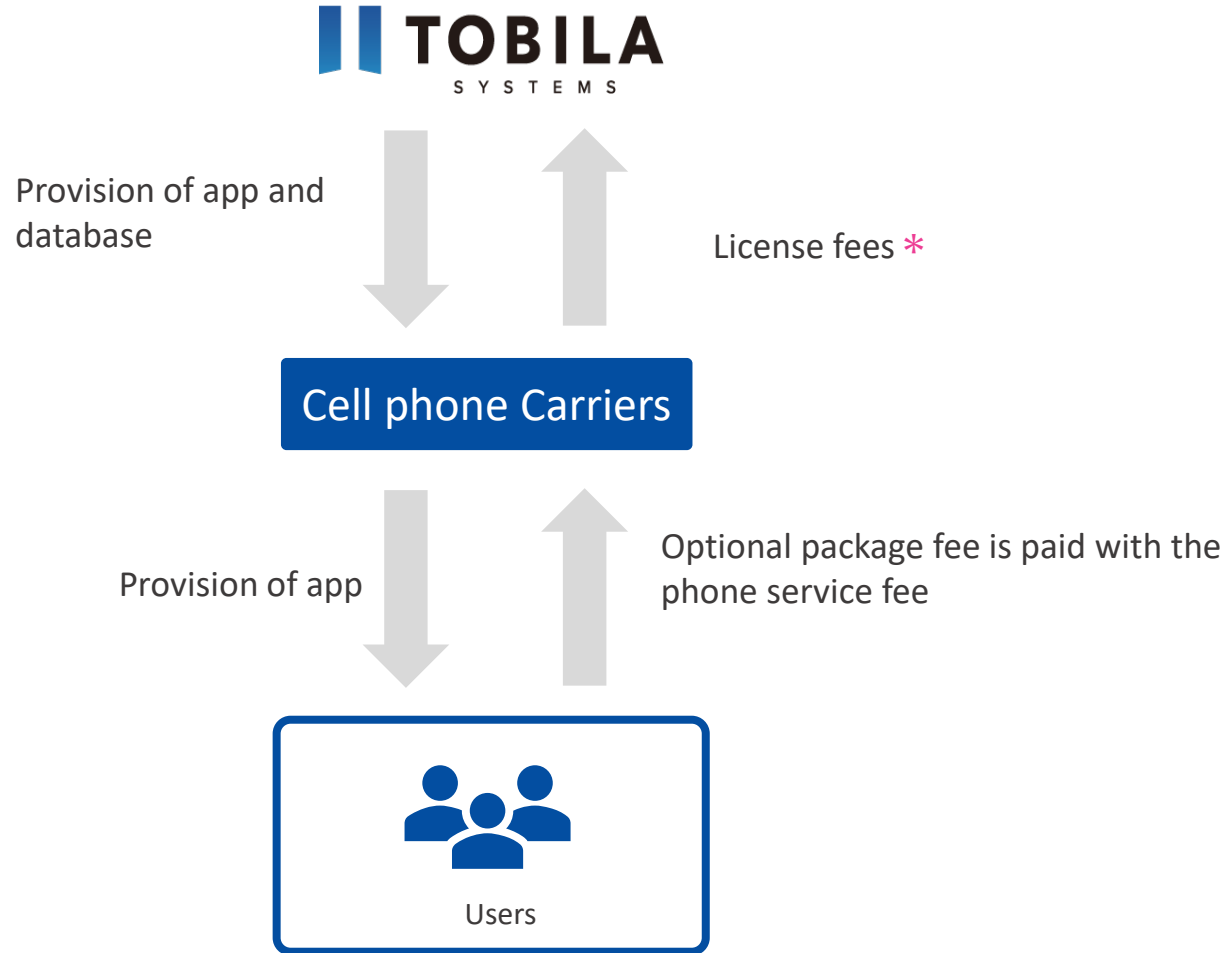 TOBILA
SYSTEMS
Provision of app and
database
License fees *
Cell phone Carriers
Provision of app
Optional package fee is paid with the
phone service fee
Users